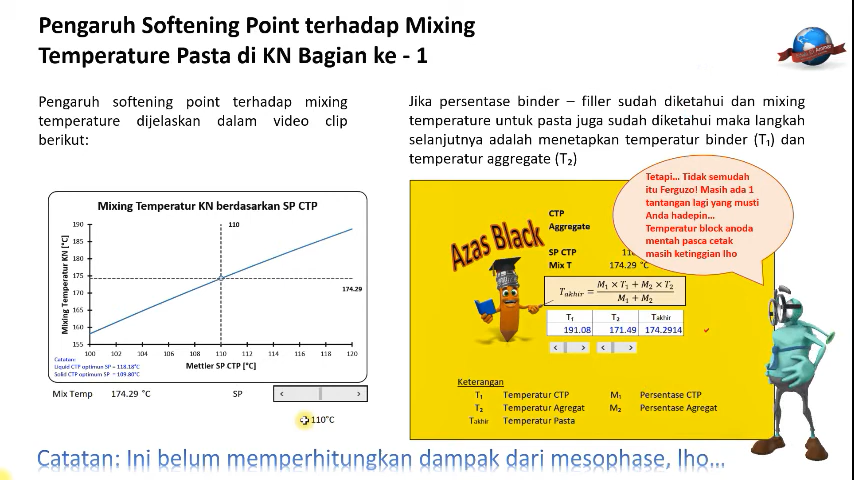 Pengaruh Softening Point terhadap Mixing
Temperature Pasta di KN Bagian ke - 1
Pengaruh softening point terhadap mixing
temperature dijelaskan dalam video clip
berikut:
Mixing Temperatur KN berdasarkan SP CTP
Mixing Temperatur KN [°C]
190
185
180
175
170
165
160
155
110
174.29
100 102 104 106 108 110 112 114 116 118 120
Mettler SP CTP [°C]
Catatan:
Liquid CTP optimun SP = 118.18°C
Solid CTP optimum SP = 109.80°C
Mix Temp 174.29 °C SP
110°C
Jika persentase binder – filler sudah diketahui dan mixing
temperature untuk pasta juga sudah diketahui maka langkah
selanjutnya adalah menetapkan temperatur binder (T₁) dan
temperatur aggregate (T₂)
Tetapi... Tidak semudah
itu Ferguzo! Masih ada 1
tantangan lagi yang musti
Anda hadepin...
Temperatur block anoda
mentah pasca cetak
masih ketinggian lho
Azas Black
CTP
Aggregate
SP CTP
Mix T 174.29 °C
Takhir = M₁ × T₁ + M₂ × T₂ / M₁ + M₂
T₁ T₂ Takhir
191.08 171.49 174.2914
Keterangan
T₁ Temperatur CTP M₁ Persentase CTP
T₂ Temperatur Agregat M₂ Persentase Agregat
Takhir Temperatur Pasta
Catatan: Ini belum memperhitungkan dampak dari mesophase, lho...